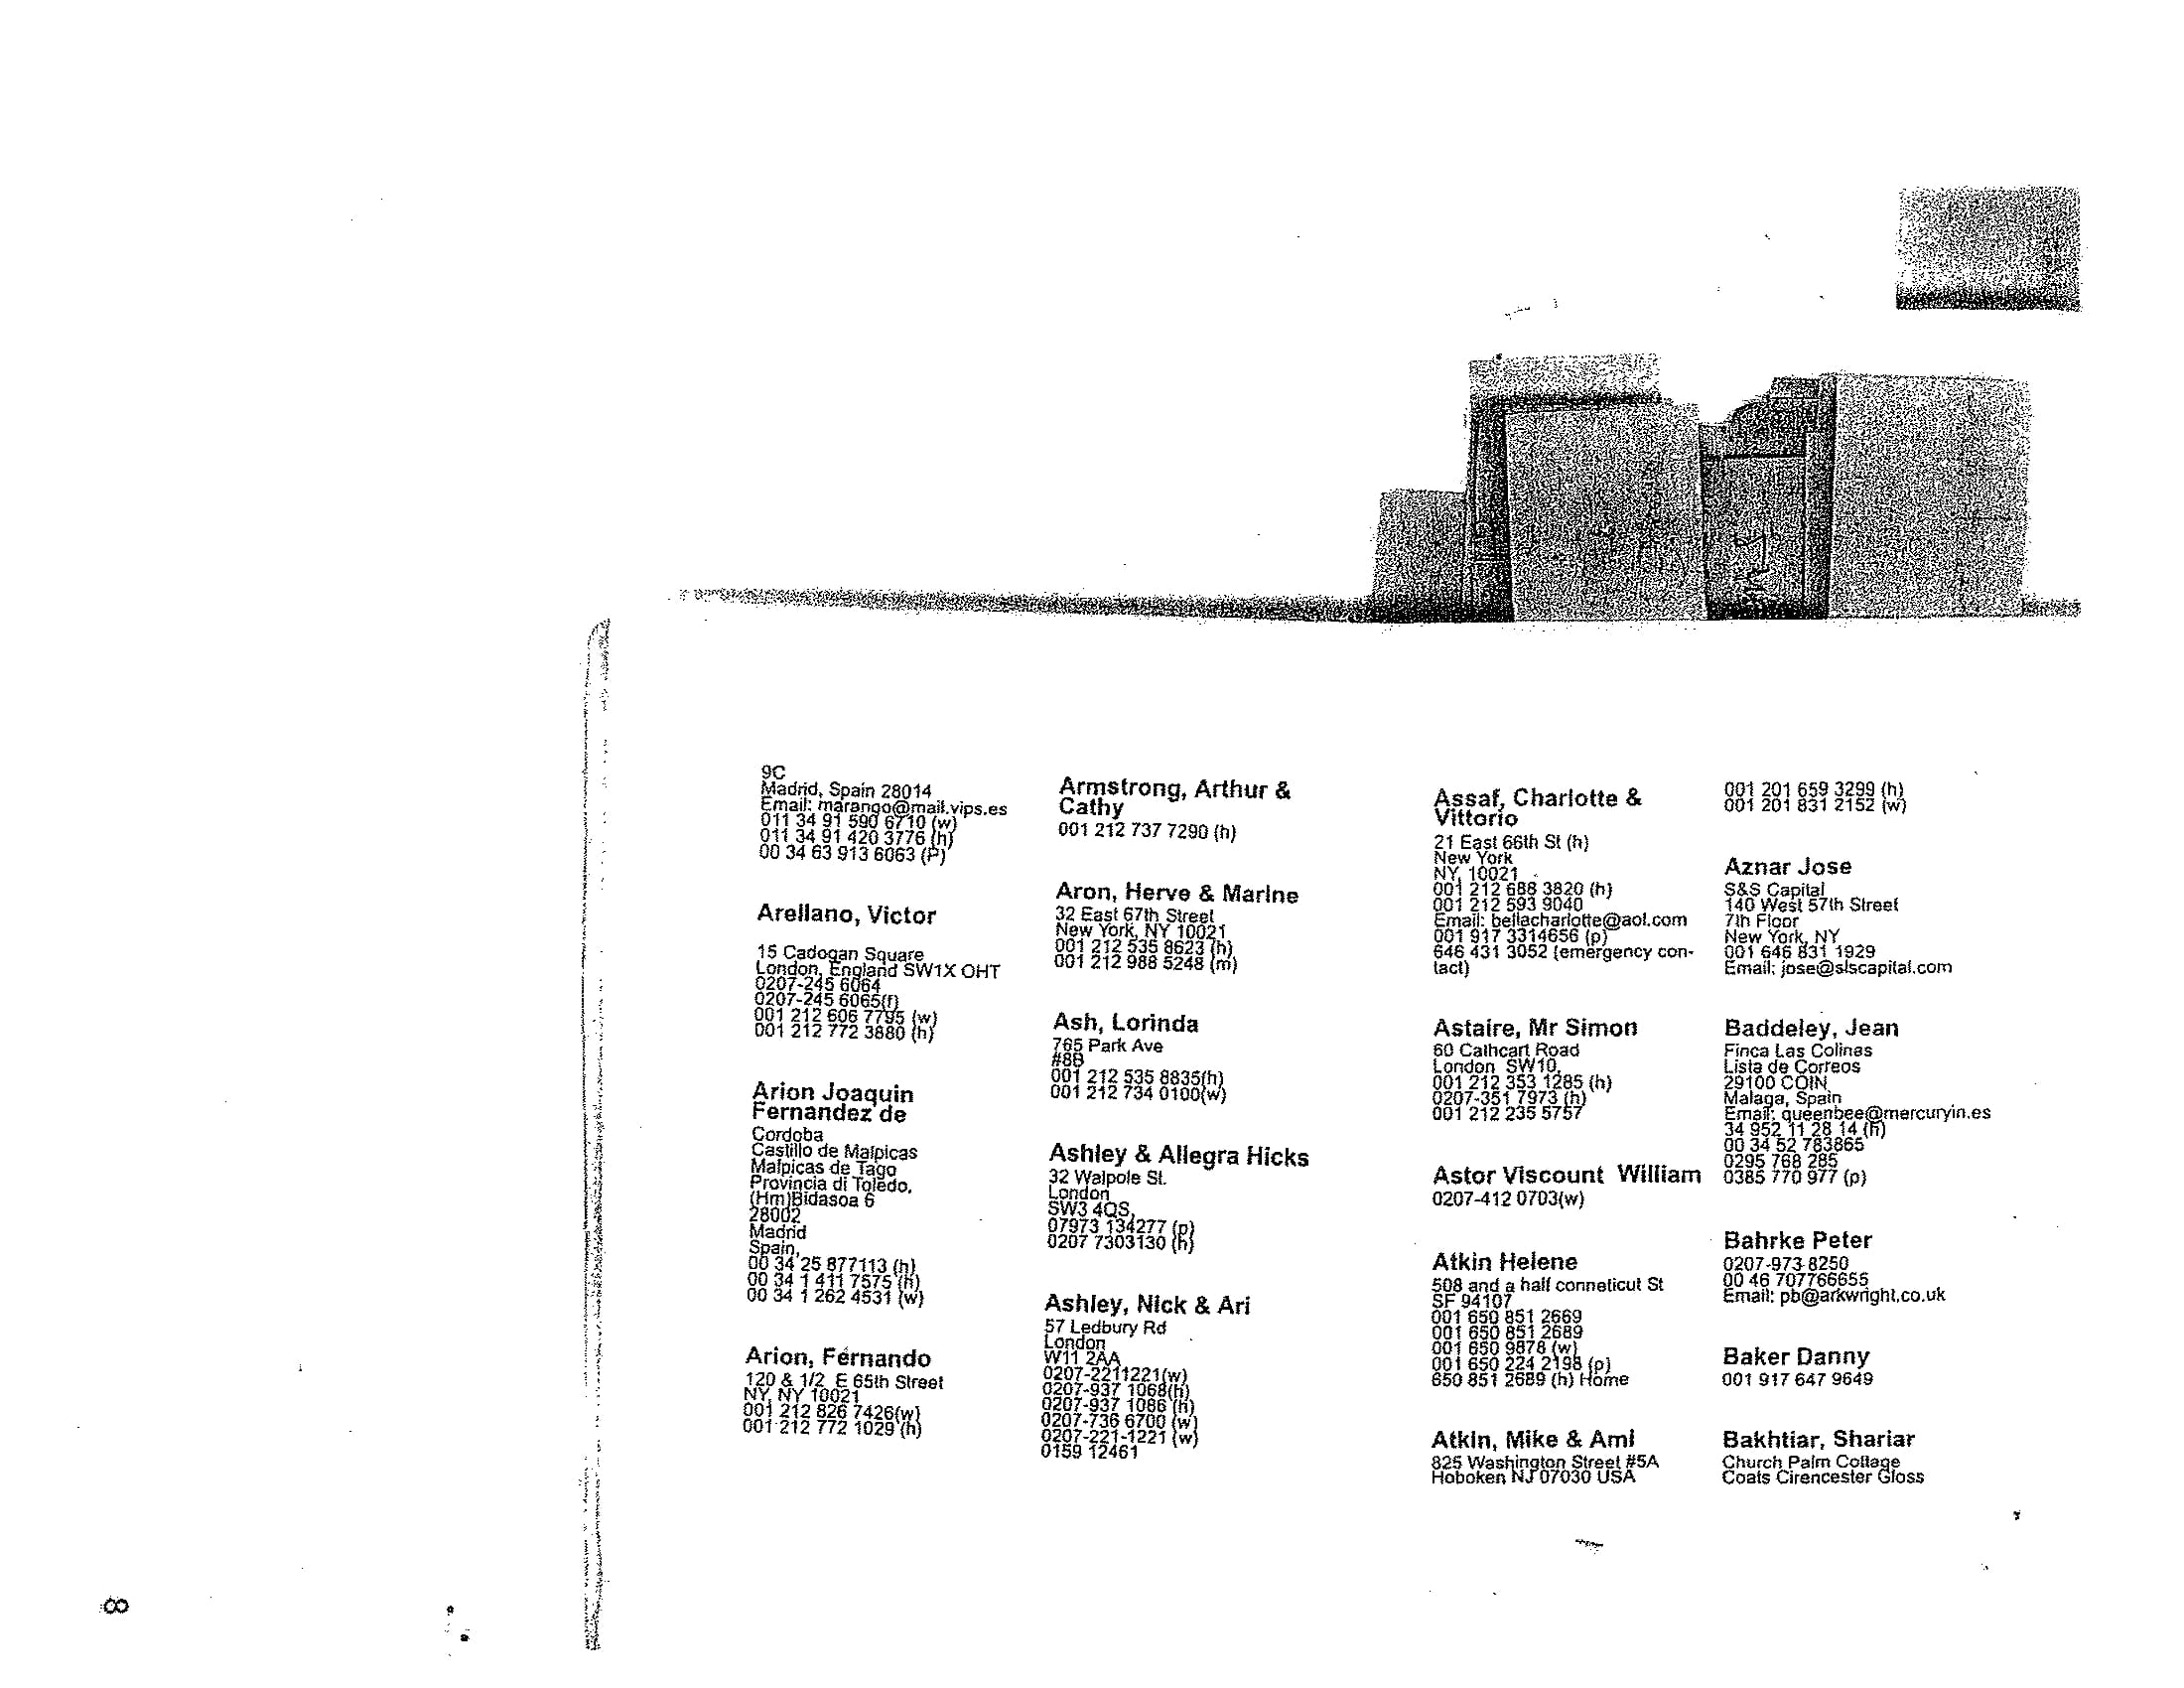 9C
Madrid, Spain 28014
Email: marango@mail.vips.es
011 34 91 590 6710 (w)
011 34 91 420 3776 (h)
00 34 63 913 6063 (P)
Arellano, Victor
15 Cadogan Square
London, England SW1X OHT
0207-245 6064
0207-245 6065(f)
001 212 606 7795 (w)
001 212 772 3880 (h)
Arion Joaquin
Fernandez de
Cordoba
Castillo de Malpicas
Malpicas de Tago
Provincia di Toledo,
(Hm)Bidasoa 6
28002
Madrid
Spain,
00 34 25 877113 (h)
00 34 1 411 7575 (h)
00 34 1 262 4531 (w)
Arion, Fernando
120 & 1/2 E 65th Street
NY, NY 10021
001 212 826 7426(w)
001 212 772 1029 (h)
Armstrong, Arthur &
Cathy
001 212 737 7290 (h)
Aron, Herve & Marine
32 East 67th Street
New York, NY 10021
001 212 535 8623 (h)
001 212 988 5248 (m)
Ash, Lorinda
765 Park Ave
#8B
001 212 535 8835(h)
001 212 734 0100(w)
Ashley & Allegra Hicks
32 Walpole St.
London
SW3 4QS,
07973 134277 (p)
0207 7303130 (h)
Ashley, Nick & Ari
57 Ledbury Rd
London
W11 2AA
0207-2211221(w)
0207-937 1068(h)
0207-937 1086 (h)
0207-736 6700 (w)
0207-221-1221 (w)
0159 12461
Assaf, Charlotte &
Vittorio
21 East 66th St (h)
New York
NY, 10021
001 212 688 3820 (h)
001 212 593 9040
Email: bellacharlotte@aol.com
001 917 3314656 (p)
646 431 3052 (emergency con-
tact)
Astaire, Mr Simon
60 Cathcart Road
London SW10,
001 212 353 1285 (h)
0207-351 7973 (h)
001 212 235 5757
Astor Viscount William
0207-412 0703(w)
Atkin Helene
508 and a half conneticut St
SF 94107
001 650 851 2669
001 650 851 2689
001 650 9878 (w)
001 650 224 2198 (p)
650 851 2689 (h) Home
Atkin, Mike & Ami
825 Washington Street #5A
Hoboken NJ 07030 USA
001 201 659 3299 (h)
001 201 831 2152 (w)
Aznar Jose
S&S Capital
140 West 57th Street
7th Floor
New York, NY
001 646 831 1929
Email: jose@slscapital.com
Baddeley, Jean
Finca Las Colinas
Lista de Correos
29100 COIN,
Malaga, Spain
Email: queenbee@mercuryin.es
34 952 11 28 14 (h)
00 34 52 783865
0295 768 285
0385 770 977 (p)
Bahrke Peter
0207-973 8250
00 46 707766655
Email: pb@arkwright.co.uk
Baker Danny
001 917 647 9649
Bakhtiar, Shariar
Church Palm Cottage
Coats Cirencester Gloss
8